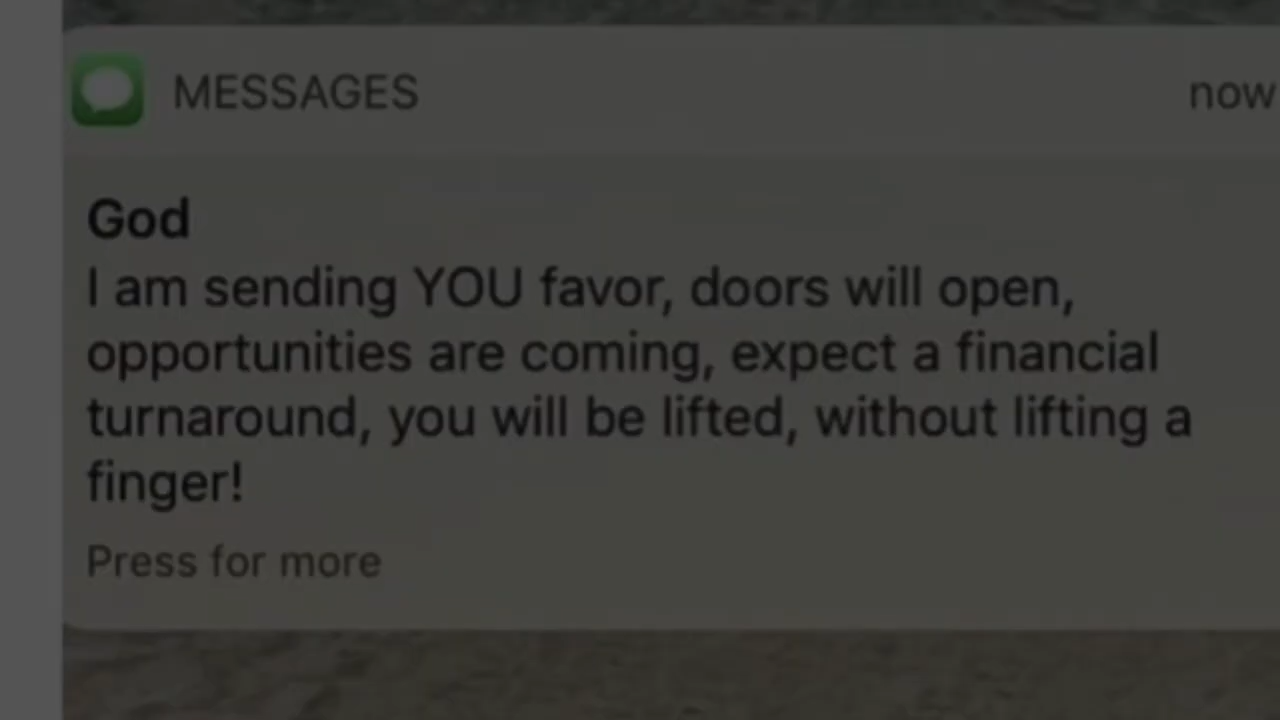 MESSAGES
now
God
I am sending YOU favor, doors will open,
opportunities are coming, expect a financial
turnaround, you will be lifted, without lifting a
finger!
Press for more